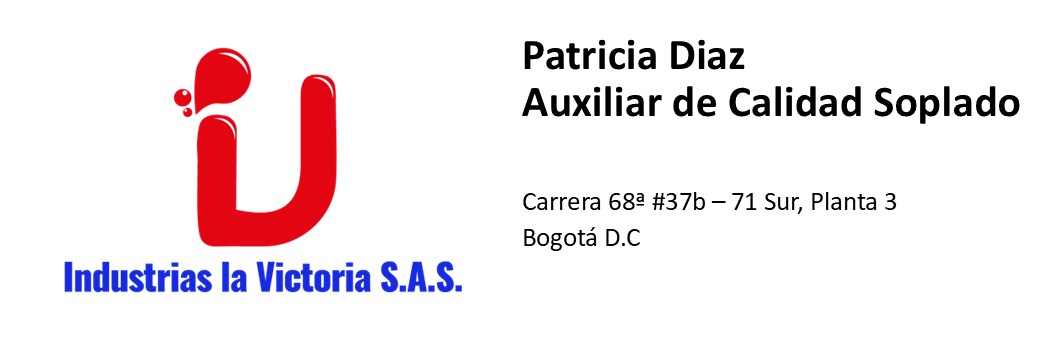 Patricia Diaz
Auxiliar de Calidad Soplado
Carrera 68ª #37b – 71 Sur, Planta 3
Bogotá D.C
Industrias la Victoria S.A.S.